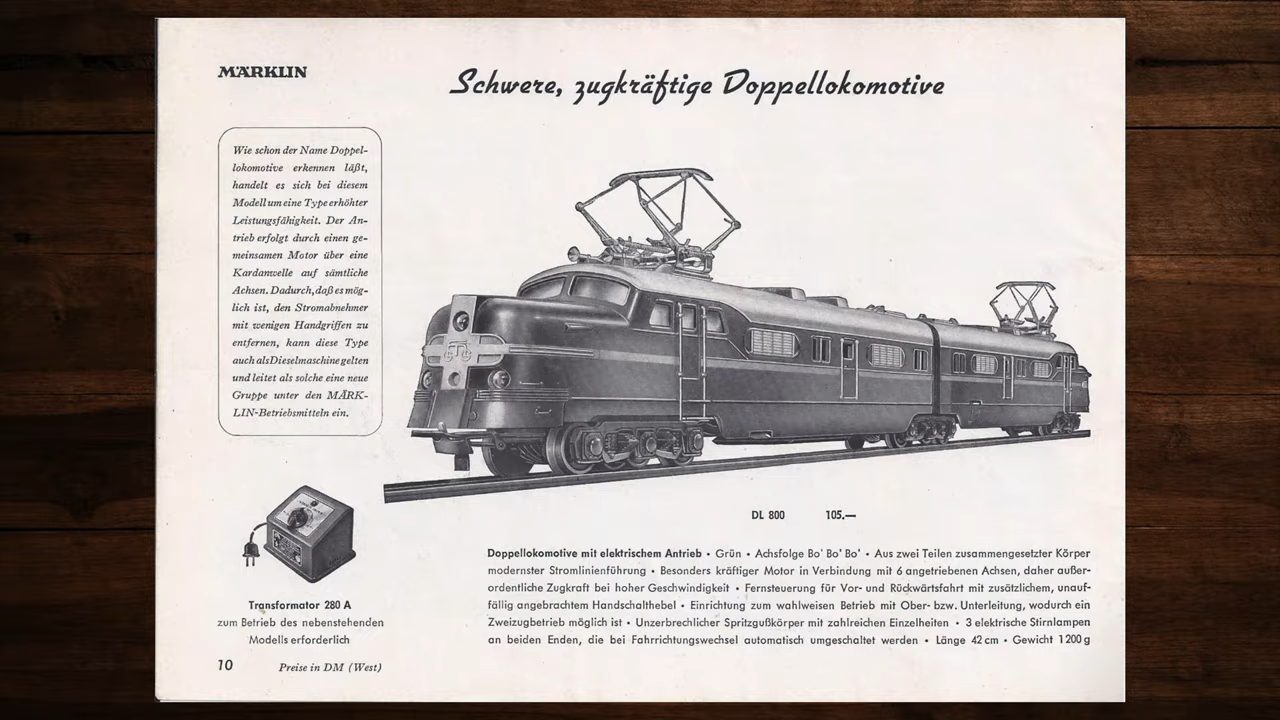 MÄRKLIN
Schwere, zugkräftige Doppellokomotive
Wie schon der Name Doppel-
lokomotive erkennen läßt,
handelt es sich bei diesem
Modell um eine Type erhöhter
Leistungsfähigkeit. Der An-
trieb erfolgt durch einen ge-
meinsamen Motor über eine
Kardanwelle auf sämtliche
Achsen. Dadurch, daß es mög-
lich ist, den Stromabnehmer
mit wenigen Handgriffen zu
entfernen, kann diese Type
auch als Dieselmaschine gelten
und leitet als solche eine neue
Gruppe unter den MÄRK-
LIN-Betriebsmitteln ein.
DL 800 105.—
Doppellokomotive mit elektrischem Antrieb • Grün • Achsfolge Bo' Bo' Bo' • Aus zwei Teilen zusammengesetzter Körper
modernster Stromlinienführung • Besonders kräftiger Motor in Verbindung mit 6 angetriebenen Achsen, daher außer-
ordentliche Zugkraft bei hoher Geschwindigkeit • Fernsteuerung für Vor- und Rückwärtsfahrt mit zusätzlichem, unauf-
fällig angebrachtem Handschalthebel • Einrichtung zum wahlweisen Betrieb mit Ober- bzw. Unterleitung, wodurch ein
Zweizugbetrieb möglich ist • Unzerbrechlicher Spritzgußkörper mit zahlreichen Einzelheiten • 3 elektrische Stirnlampen
an beiden Enden, die bei Fahrrichtungswechsel automatisch umgeschaltet werden • Länge 42 cm • Gewicht 1200 g
Transformator 280 A
zum Betrieb des nebenstehenden
Modells erforderlich
10 Preise in DM (West)